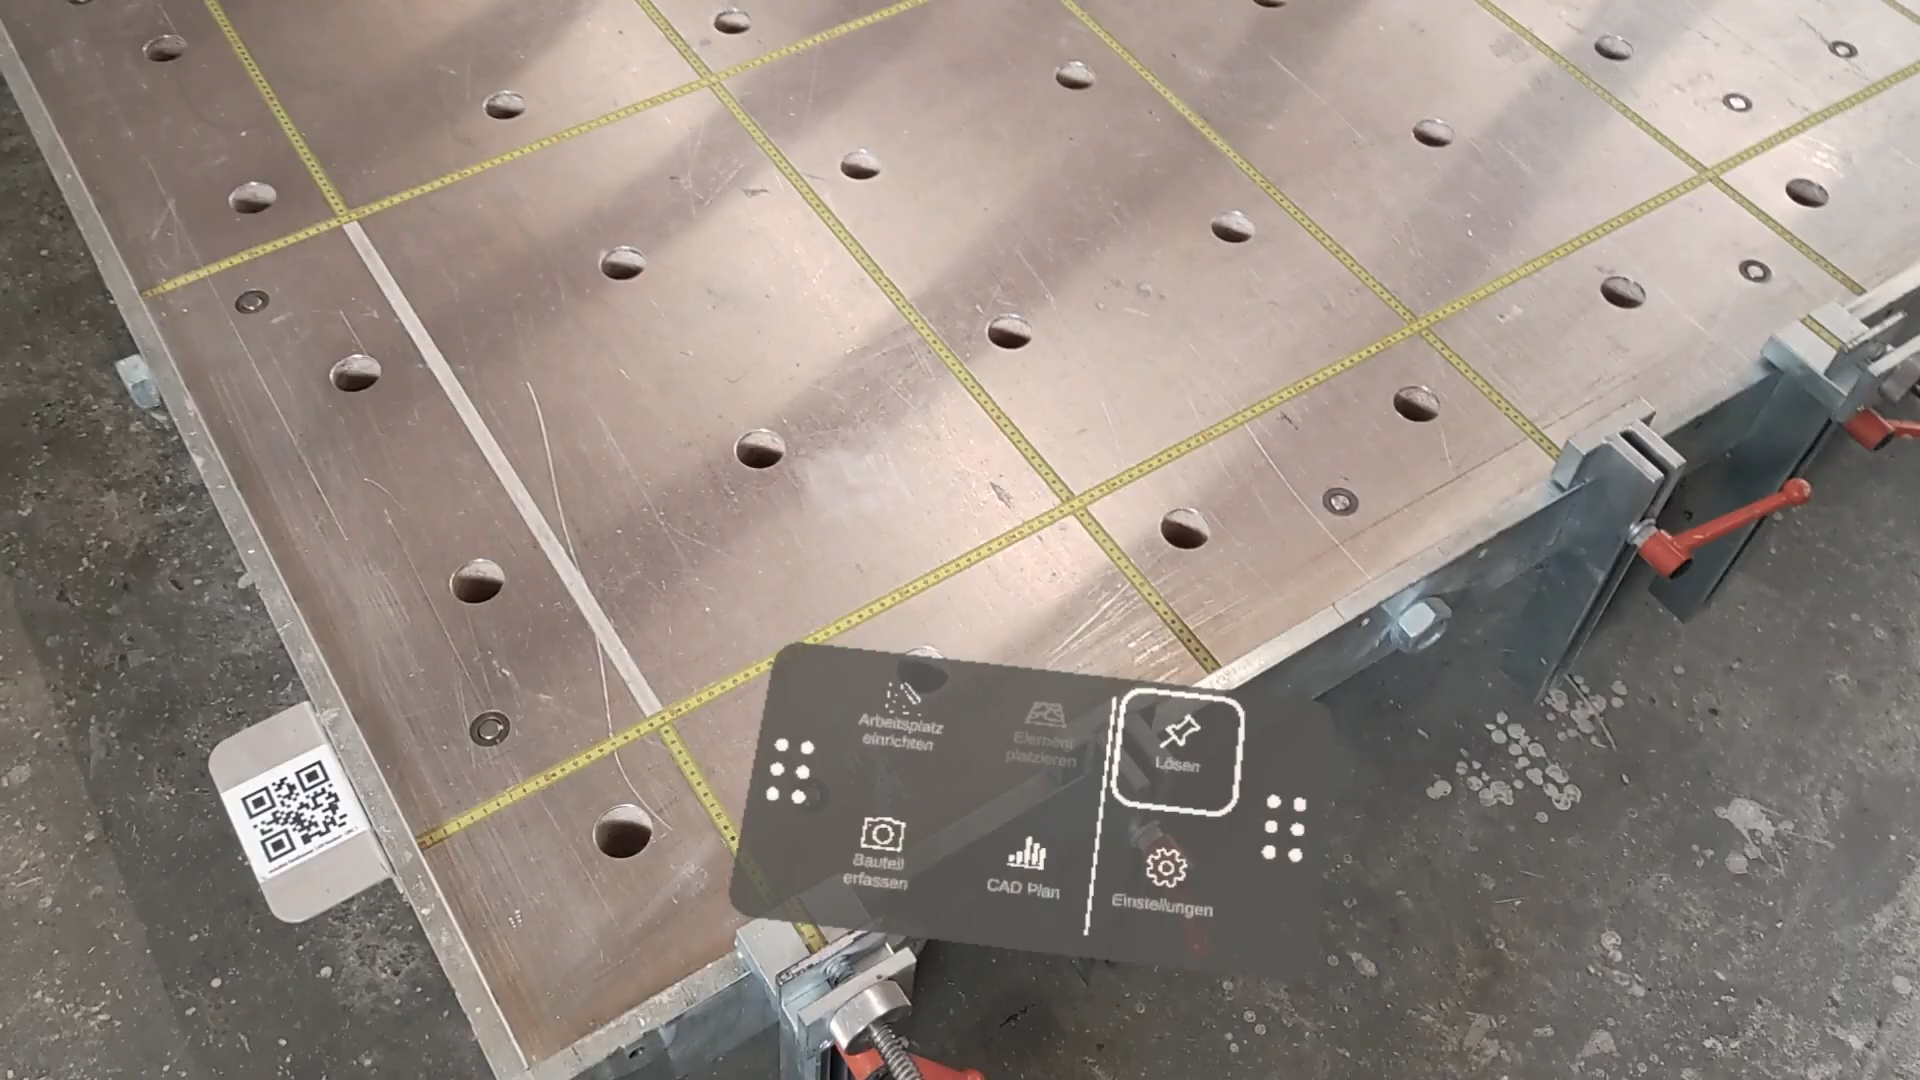 Arbeitsplatz
einrichten
Element
platzieren
Lösen
Bauteil
erfassen
CAD Plan
Einstellungen